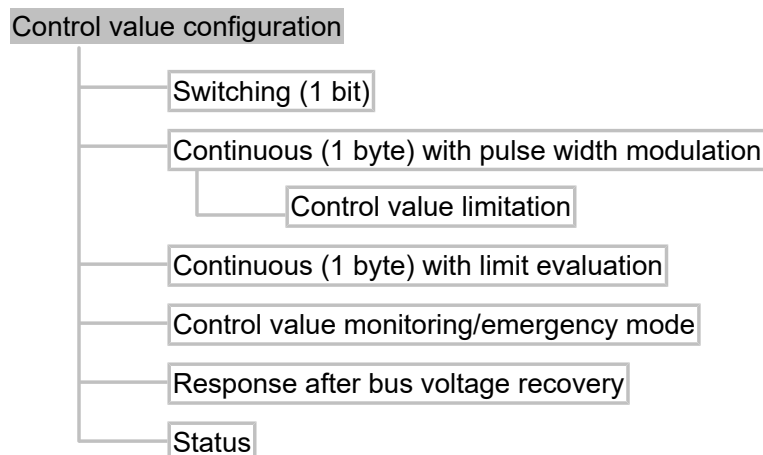 Control value configuration
Switching (1 bit)
Continuous (1 byte) with pulse width modulation
Control value limitation
Continuous (1 byte) with limit evaluation
Control value monitoring/emergency mode
Response after bus voltage recovery
Status